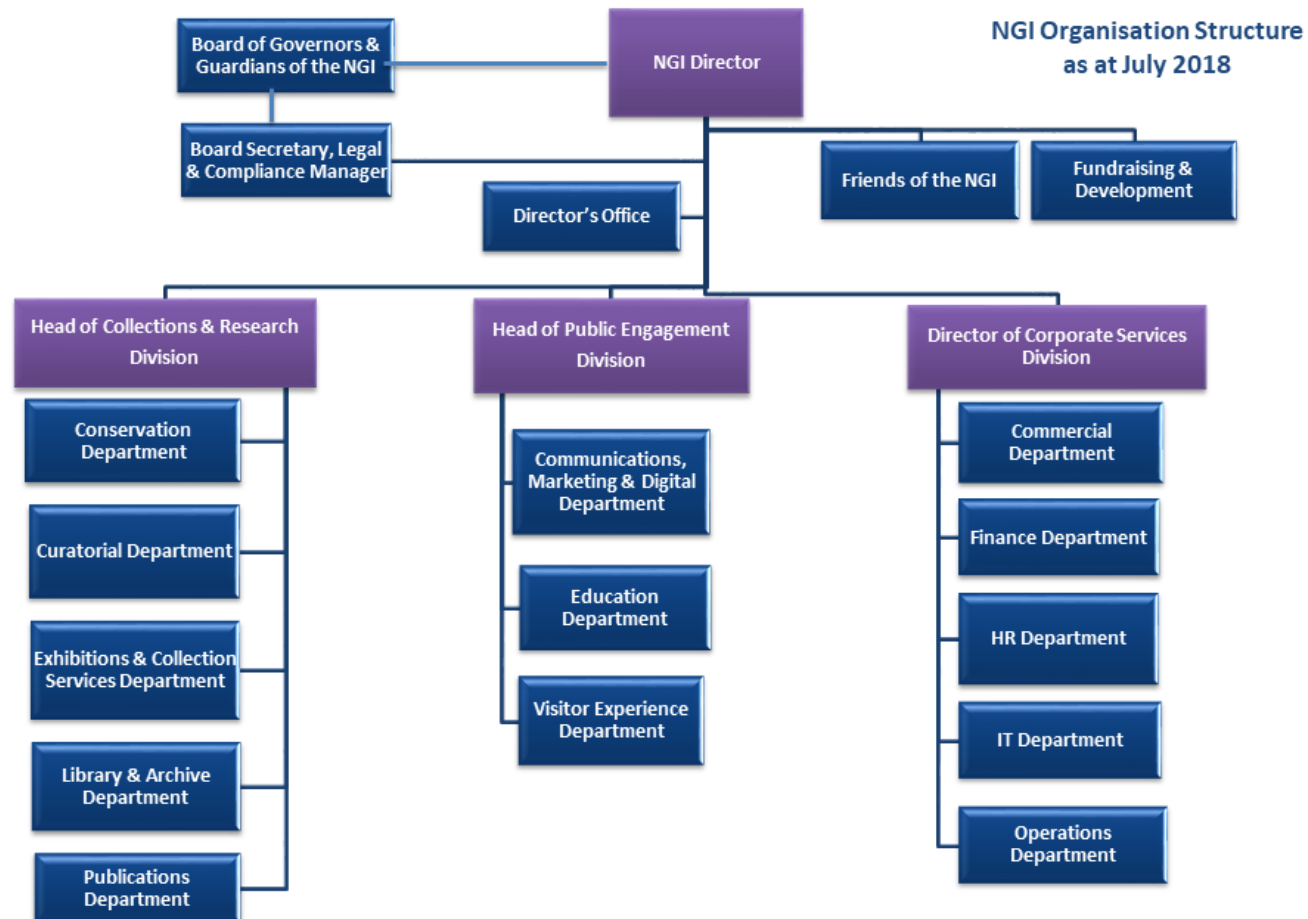 NGI Organisation Structure
as at July 2018
Board of Governors &
Guardians of the NGI
NGI Director
Board Secretary, Legal
& Compliance Manager
Friends of the NGI
Fundraising &
Development
Director's Office
Head of Collections & Research
Division
Head of Public Engagement
Division
Director of Corporate Services
Division
Conservation
Department
Curatorial Department
Exhibitions & Collection
Services Department
Library & Archive
Department
Publications
Department
Communications,
Marketing & Digital
Department
Education
Department
Visitor Experience
Department
Commercial
Department
Finance Department
HR Department
IT Department
Operations
Department